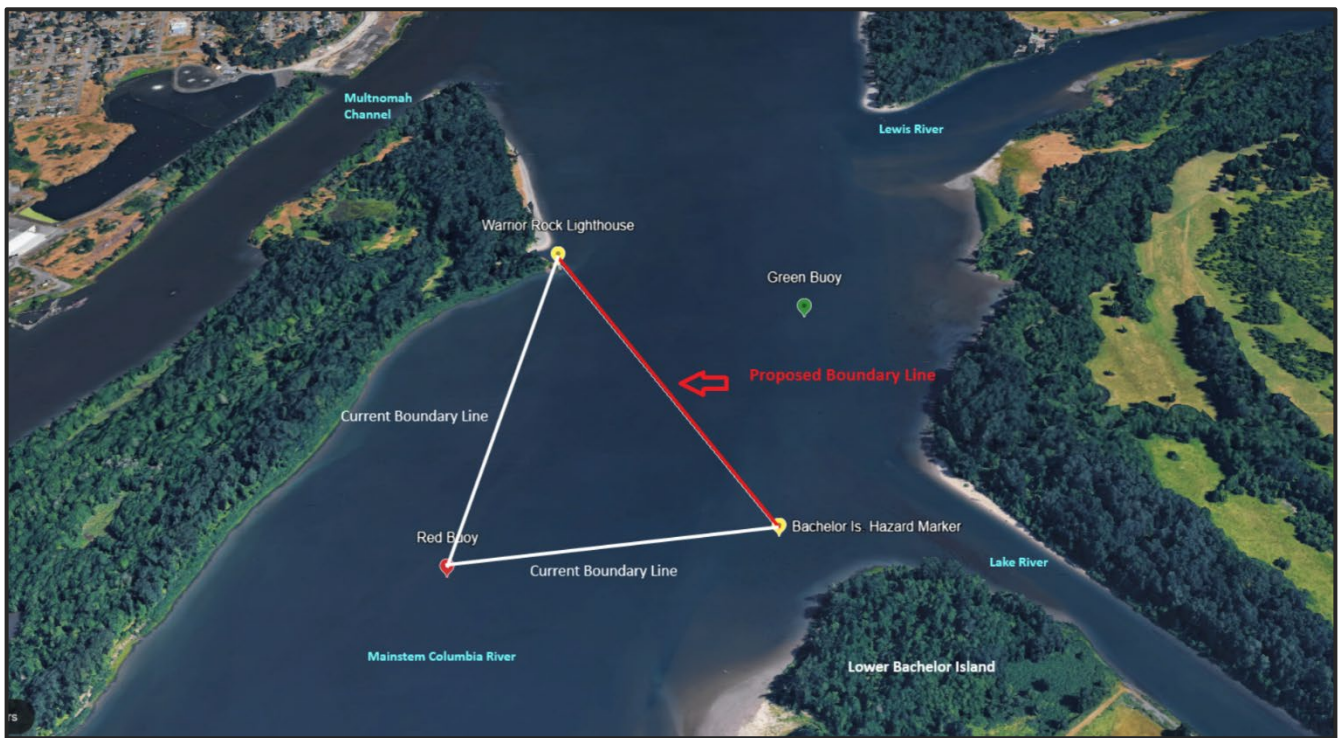 Multnomah
Channel
Lewis River
Warrior Rock Lighthouse
Green Buoy
Proposed Boundary Line
Current Boundary Line
Bachelor Is Hazard Marker
Red Buoy
Current Boundary Line
Lake River
Mainstem Columbia River
Lower Bachelor Island
rs